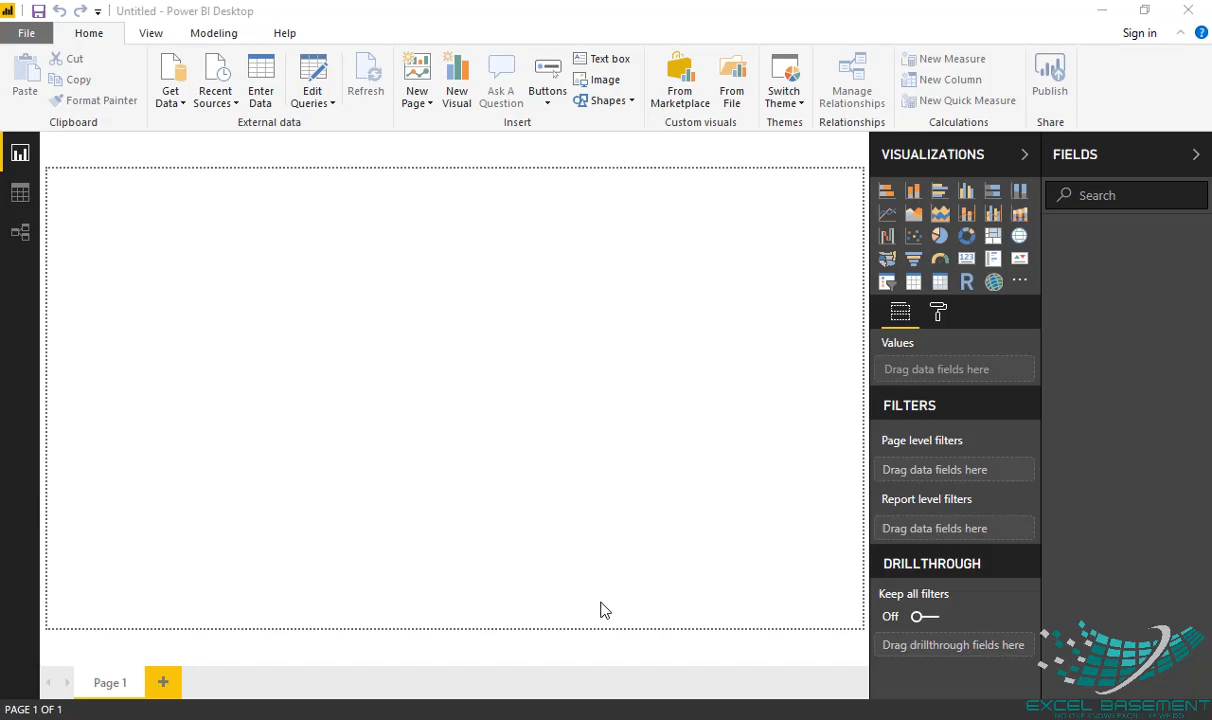 Untitled - Power BI Desktop
File
Home
View
Modeling
Help
Sign in
?
Paste
Cut
Copy
Format Painter
Clipboard
Get
Data
Recent
Sources
Enter
Data
External data
Edit
Queries
Refresh
New
Page
New
Visual
Ask A
Question
Buttons
Text box
Image
Shapes
Insert
From
Marketplace
From
File
Custom visuals
Switch
Theme
Themes
Manage
Relationships
Relationships
New Measure
New Column
New Quick Measure
Calculations
Publish
Share
VISUALIZATIONS
123
R
Values
Drag data fields here
FILTERS
Page level filters
Drag data fields here
Report level filters
Drag data fields here
DRILLTHROUGH
Keep all filters
Off
Drag drillthrough fields here
FIELDS
Search
Page 1
PAGE 1 OF 1
EXCEL BASEMENT